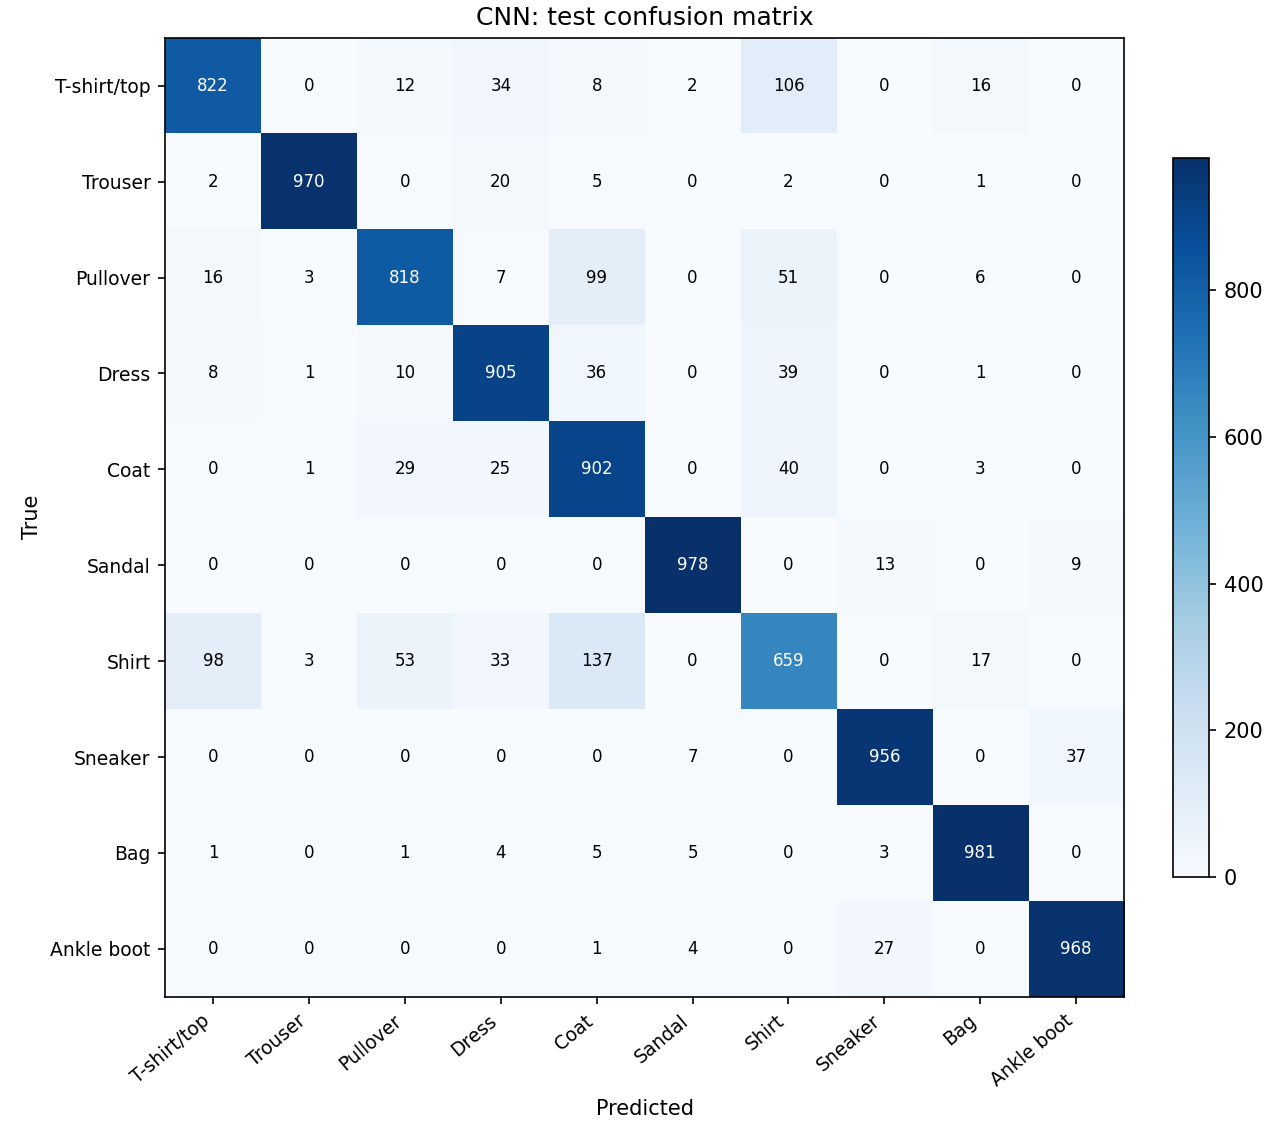 CNN: test confusion matrix
T-shirt/top 822 0 12 34 8 2 106 0 16 0
Trouser 2 970 0 20 5 0 2 0 1 0
Pullover 16 3 818 7 99 0 51 0 6 0
Dress 8 1 10 905 36 0 39 0 1 0
Coat 0 1 29 25 902 0 40 0 3 0
Sandal 0 0 0 0 0 978 0 13 0 9
Shirt 98 3 53 33 137 0 659 0 17 0
Sneaker 0 0 0 0 0 7 0 956 0 37
Bag 1 0 1 4 5 5 0 3 981 0
Ankle boot 0 0 0 0 1 4 0 27 0 968
T-shirt/top Trouser Pullover Dress Coat Sandal Shirt Sneaker Bag Ankle boot
Predicted
True
800
600
400
200
0